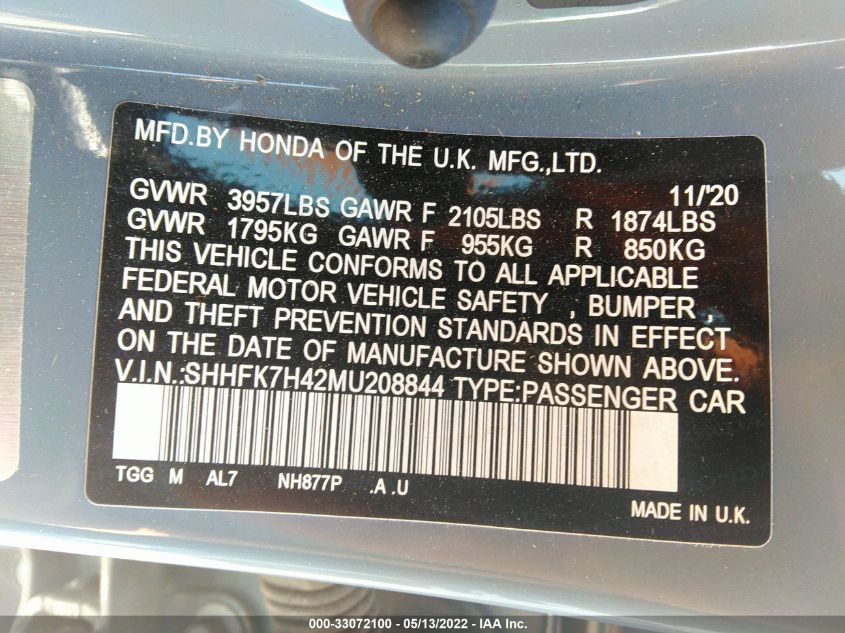 MFD.BY HONDA OF THE U.K. MFG.,LTD.
11/'20
GVWR 3957LBS GAWR F 2105LBS R 1874LBS
GVWR 1795KG GAWR F 955KG R 850KG
THIS VEHICLE CONFORMS TO ALL APPLICABLE
FEDERAL MOTOR VEHICLE SAFETY , BUMPER ,
AND THEFT PREVENTION STANDARDS IN EFFECT
ON THE DATE OF MANUFACTURE SHOWN ABOVE.
V.I.N.:SHHFK7H42MU208844 TYPE:PASSENGER CAR
TGG M AL7 NH877P .A .U
MADE IN U.K.
000-33072100 - 05/13/2022 - IAA Inc.